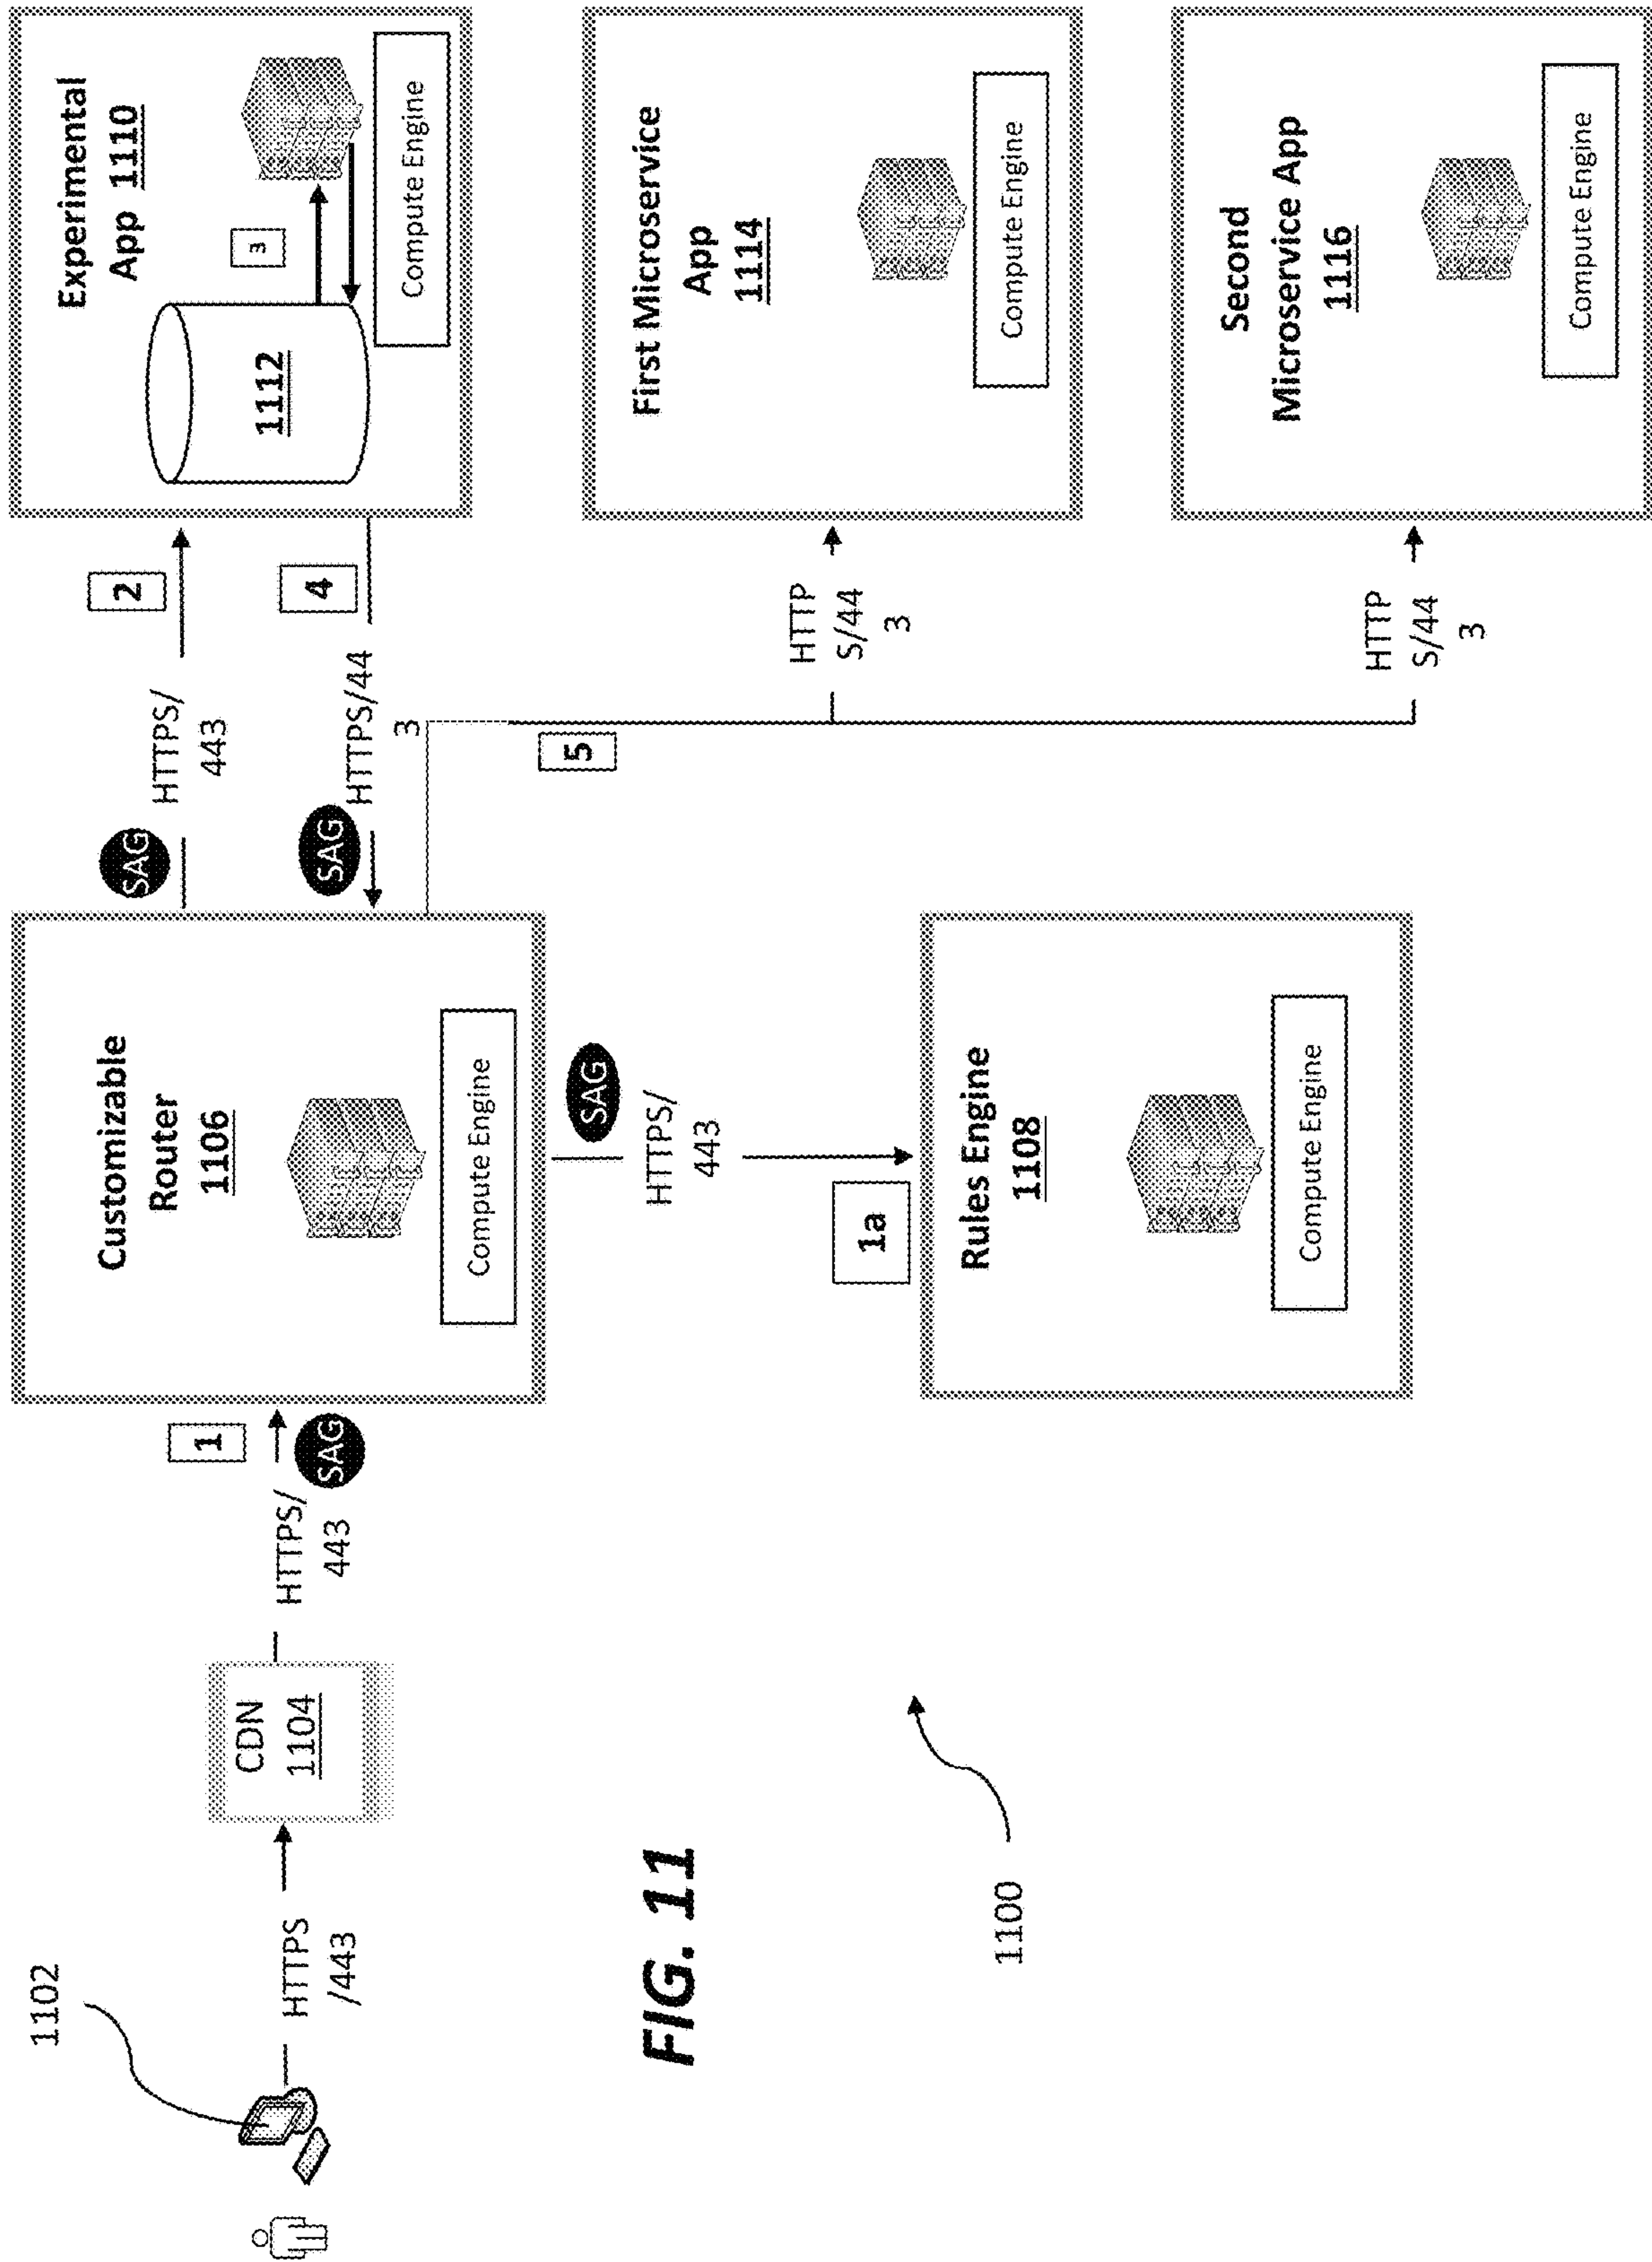 1102
HTTPS
/443
CDN
1104
HTTPS/
443
1
SAG
Customizable
Router
1106
Compute Engine
SAG
HTTPS/
443
1a
Rules Engine
1108
Compute Engine
SAG
HTTPS/
443
2
SAG
HTTPS/44
3
4
5
Experimental
App 1110
1112
3
Compute Engine
HTTP
S/44
3
First Microservice
App
1114
Compute Engine
HTTP
S/44
3
Second
Microservice App
1116
Compute Engine
FIG. 11
1100